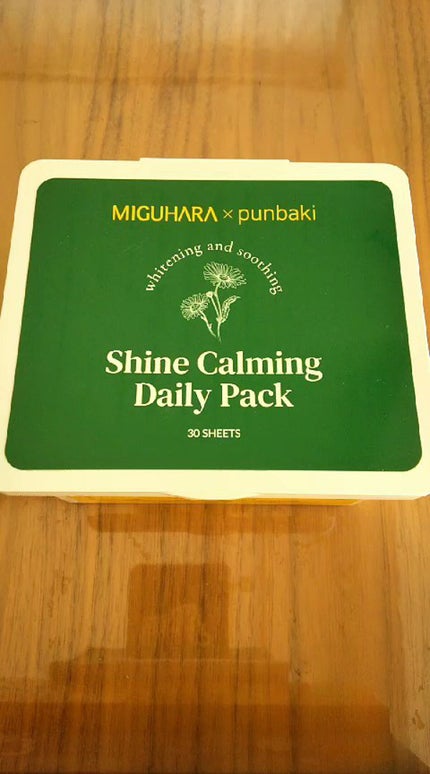 MIGUHARA × punbaki
whitening and soothing
Shine Calming
Daily Pack
30 SHEETS